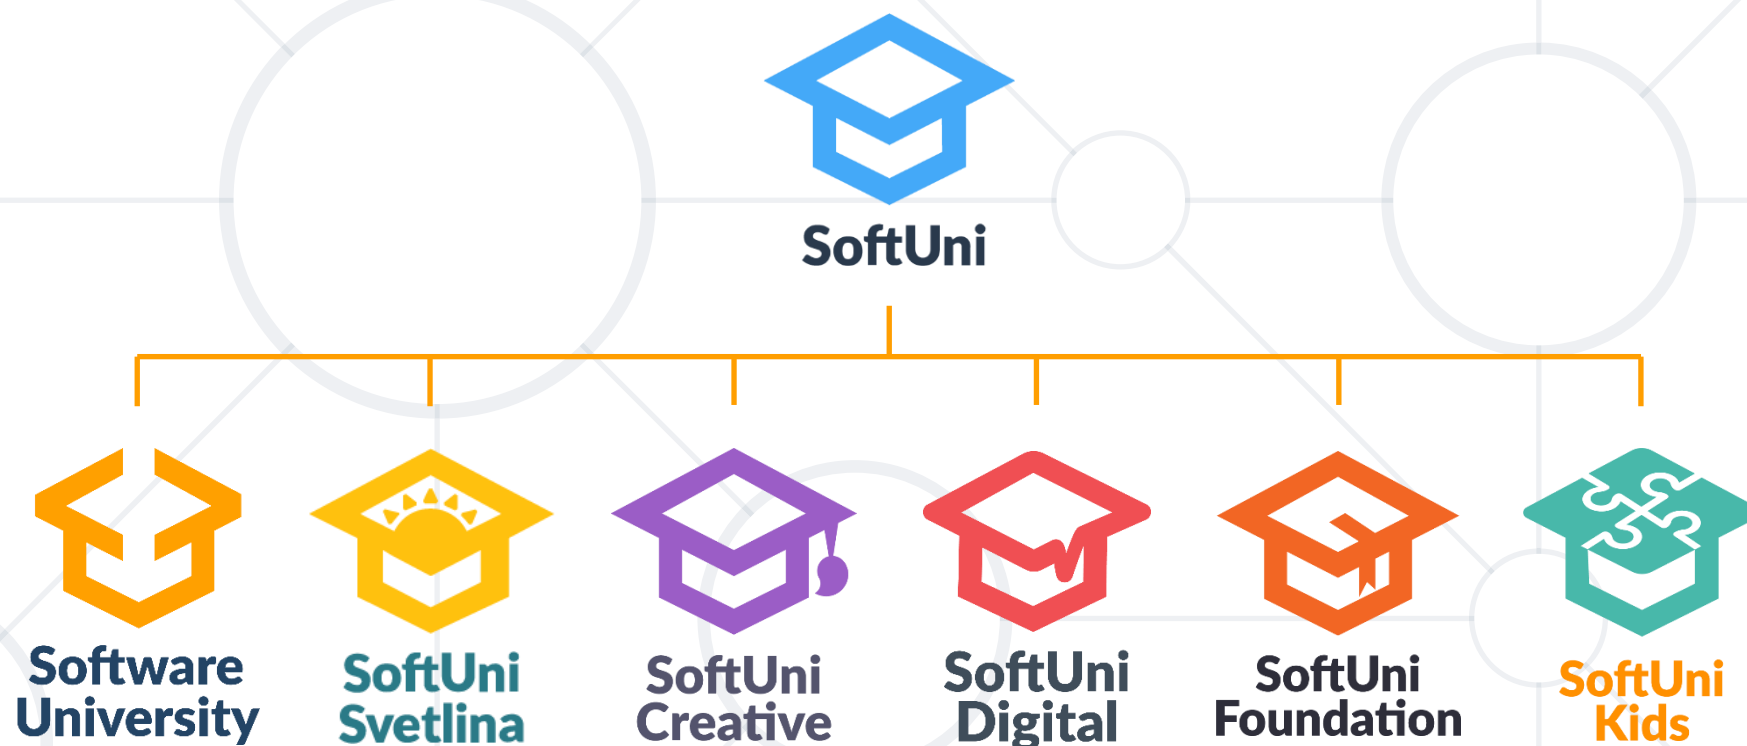 SoftUni
Software
University
SoftUni
Svetlina
SoftUni
Creative
SoftUni
Digital
SoftUni
Foundation
SoftUni
Kids